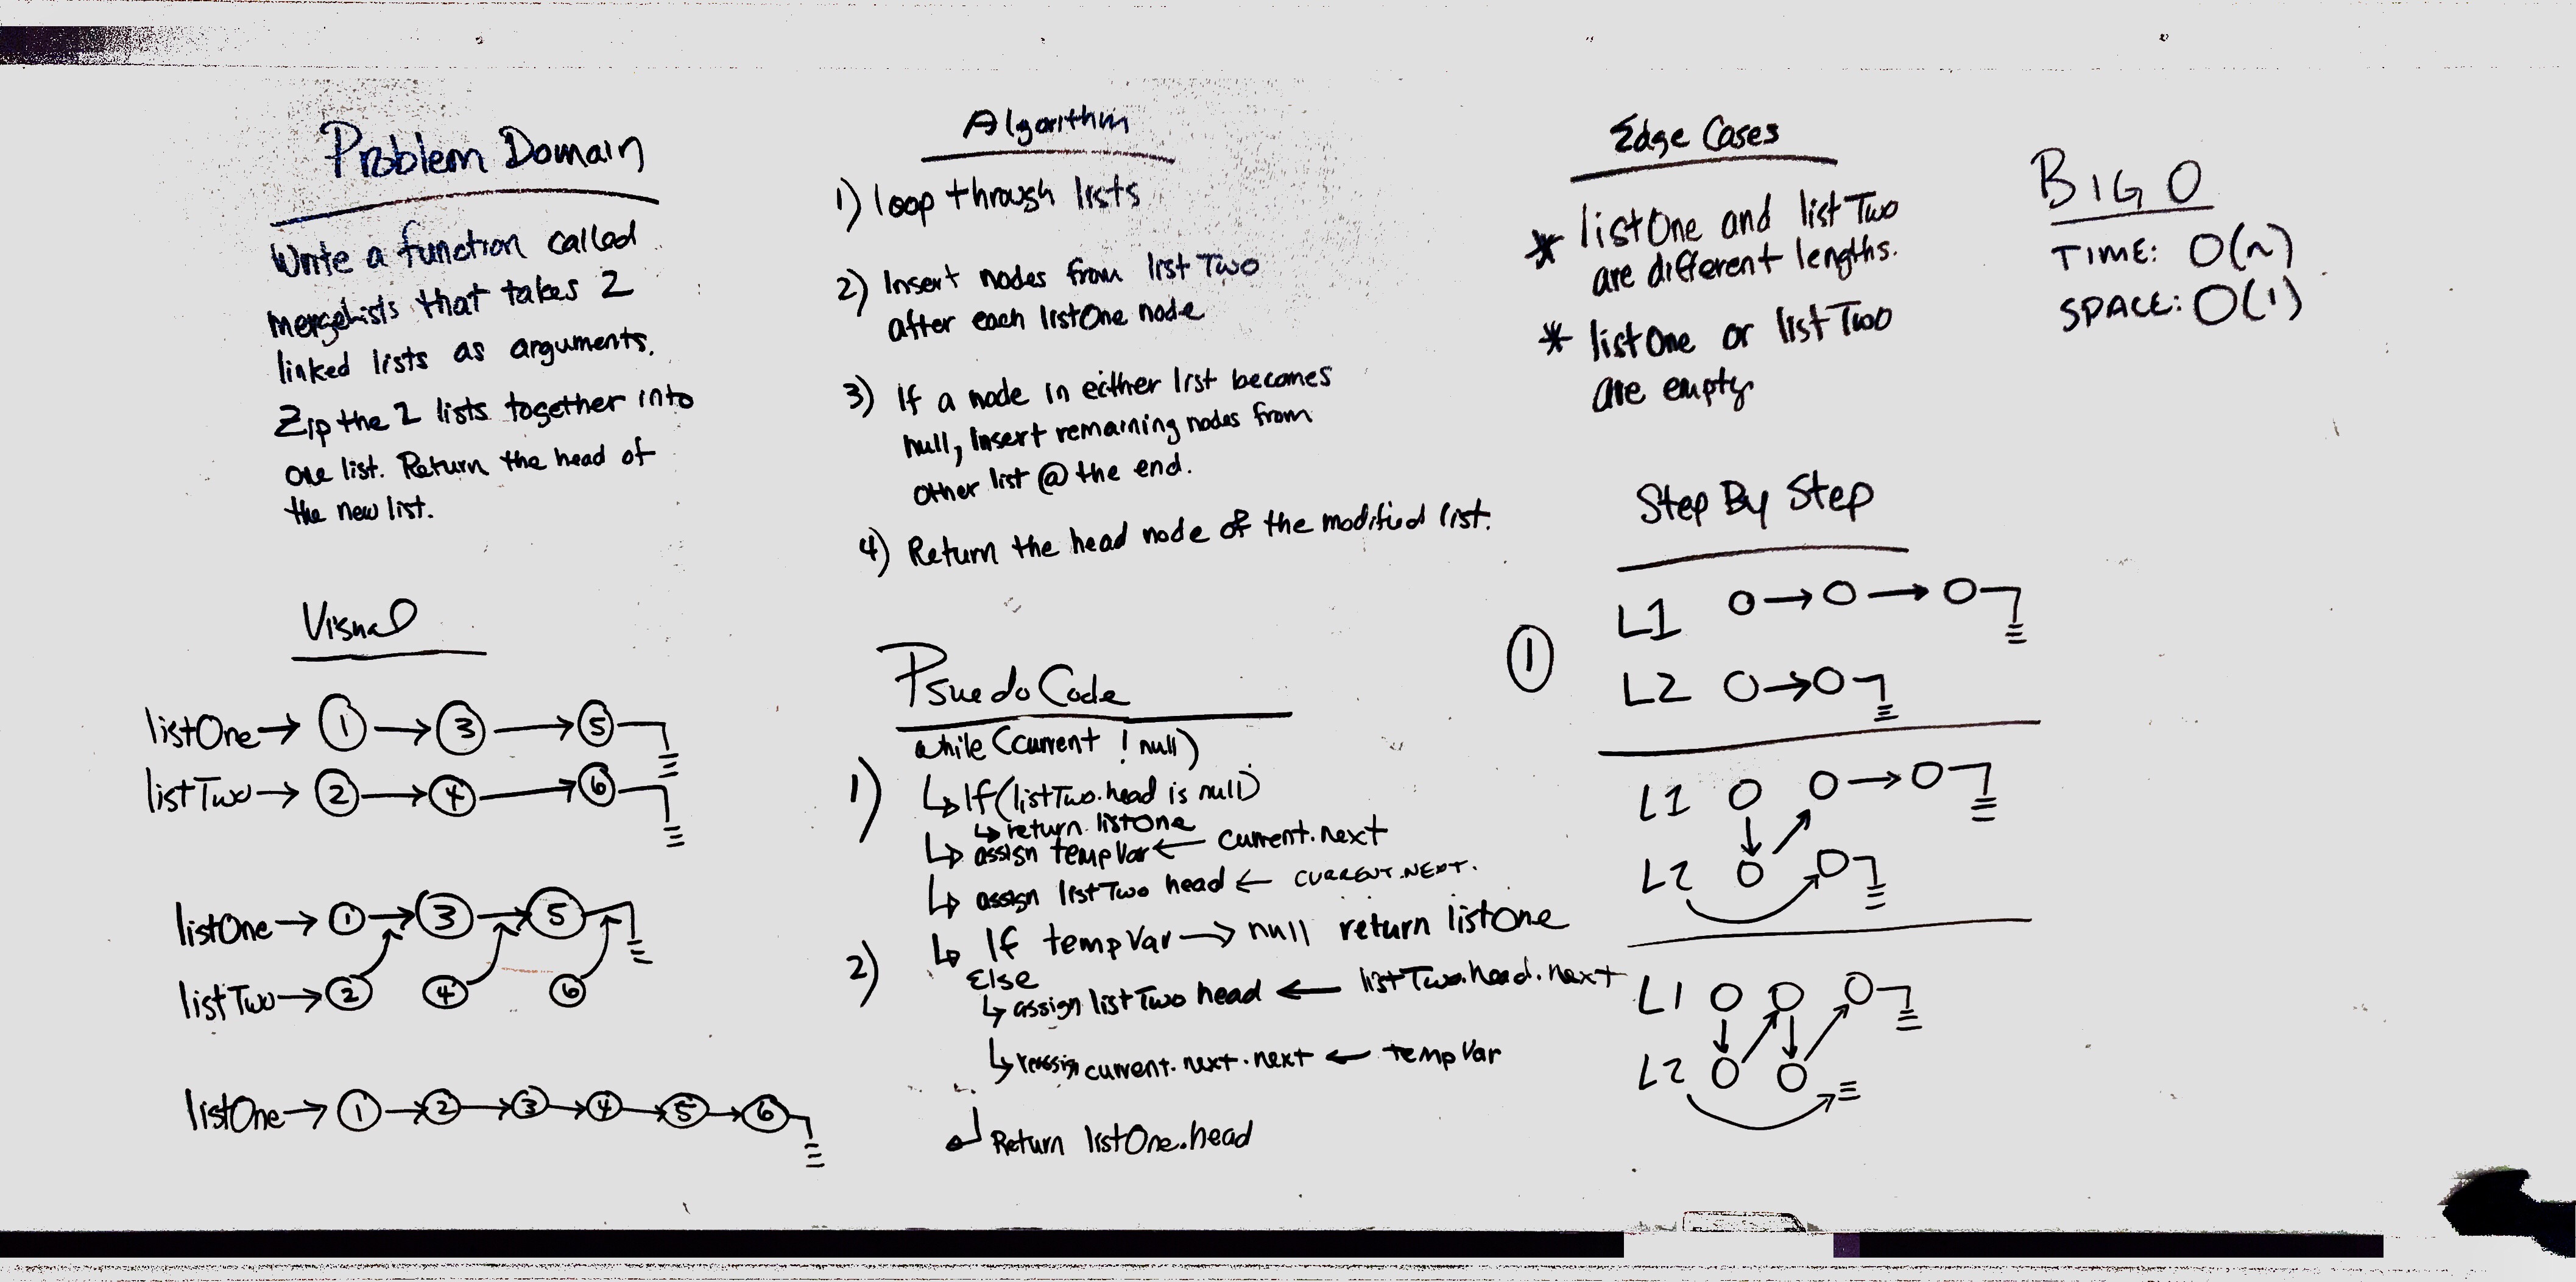 Problem Domain
Write a function called
mergeLists that takes 2
linked lists as arguments.
Zip the 2 lists together into
one list. Return the head of
the new list.
Visual
listOne → 1 → 3 → 5
listTwo → 2 → 4 → 6
listOne → 1 → 3 → 5
listTwo → 2 4 6
listOne → 1 → 2 → 3 → 4 → 5 → 6
Algorithm
1) loop through lists
2) Insert nodes from listTwo
after each listOne node
3) If a node in either list becomes
null, insert remaining nodes from
other list @ the end.
4) Return the head node of the modified list.
Psuedo Code
while (current ! null)
1) ↳ If (listTwo.head is null)
↳ return listOne
↳ assign tempVar ← current.next
↳ assign listTwo head ← CURRENT.NEXT.
2) ↳ If tempVar → null return listOne
Else
↳ assign listTwo head ← listTwo.head.next
↳ reassign current.next.next ← tempVar
Return listOne.head
Edge Cases
* listOne and listTwo
are different lengths.
* listOne or listTwo
are empty
BIG O
TIME: O(n)
SPACE: O(1)
Step By Step
1
L1
L2
L1
L2
L1
L2